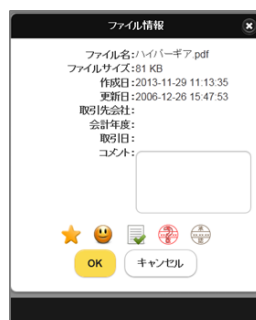 ファイル情報
ファイル名:ハイパーギア.pdf
ファイルサイズ:81 KB
作成日:2013-11-29 11:13:35
更新日:2006-12-26 15:47:53
取引先会社:
会計年度:
取引日:
コメント:
OK キャンセル